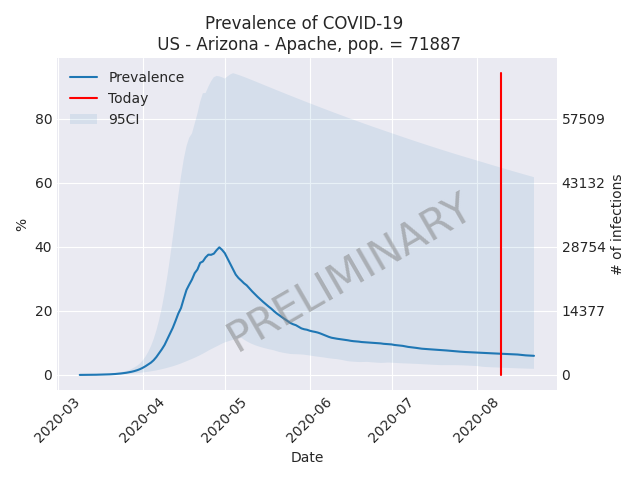 Prevalence of COVID-19
US - Arizona - Apache, pop. = 71887
Prevalence
Today
95CI
80
60
40
20
0
%
57509
43132
28754
14377
0
# of infections
PRELIMINARY
2020-03
2020-04
2020-05
2020-06
2020-07
2020-08
Date